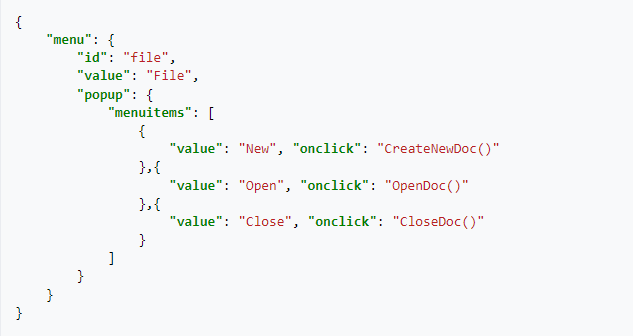 {
    "menu": {
        "id": "file",
        "value": "File",
        "popup": {
            "menuitems": [
                {
                    "value": "New", "onclick": "CreateNewDoc()"
                },{
                    "value": "Open", "onclick": "OpenDoc()"
                },{
                    "value": "Close", "onclick": "CloseDoc()"
                }
            ]
        }
    }
}